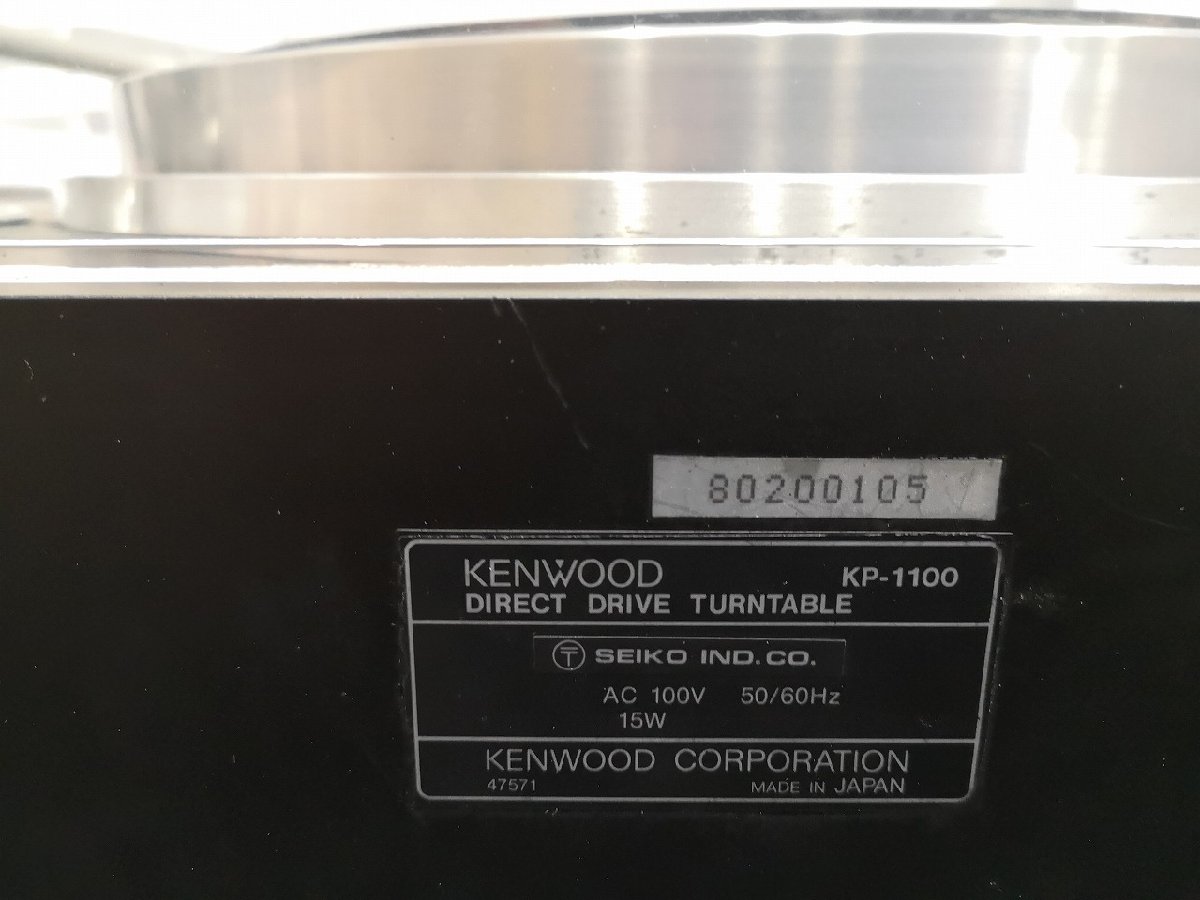 80200105
KENWOOD KP-1100
DIRECT DRIVE TURNTABLE
〒 SEIKO IND. CO.
AC 100V 50/60Hz
15W
KENWOOD CORPORATION
47571 MADE IN JAPAN